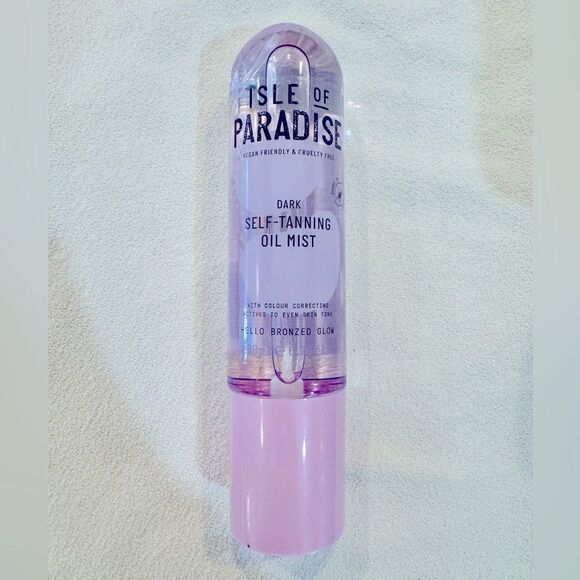 ISLE OF
PARADISE
VEGAN FRIENDLY & CRUELTY FREE
DARK
SELF-TANNING
OIL MIST
WITH COLOUR CORRECTING
ACTIVES TO EVEN SKIN TONE
HELLO BRONZED GLOW